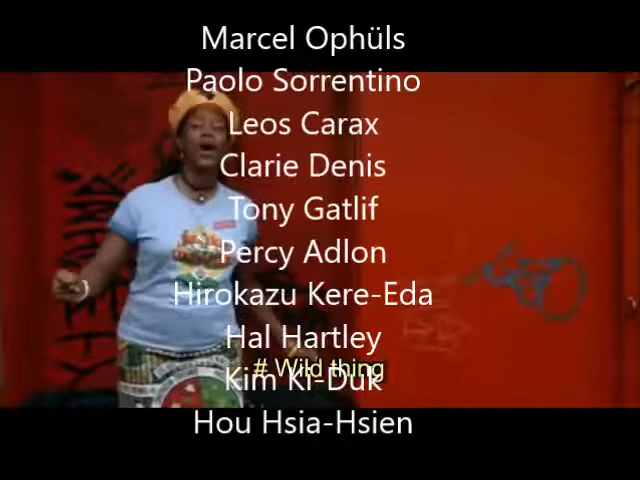 Marcel Ophüls
Paolo Sorrentino
Leos Carax
Clarie Denis
Tony Gatlif
Percy Adlon
Hirokazu Kere-Eda
Hal Hartley
# Wild thing
Kim Ki-Duk
Hou Hsia-Hsien